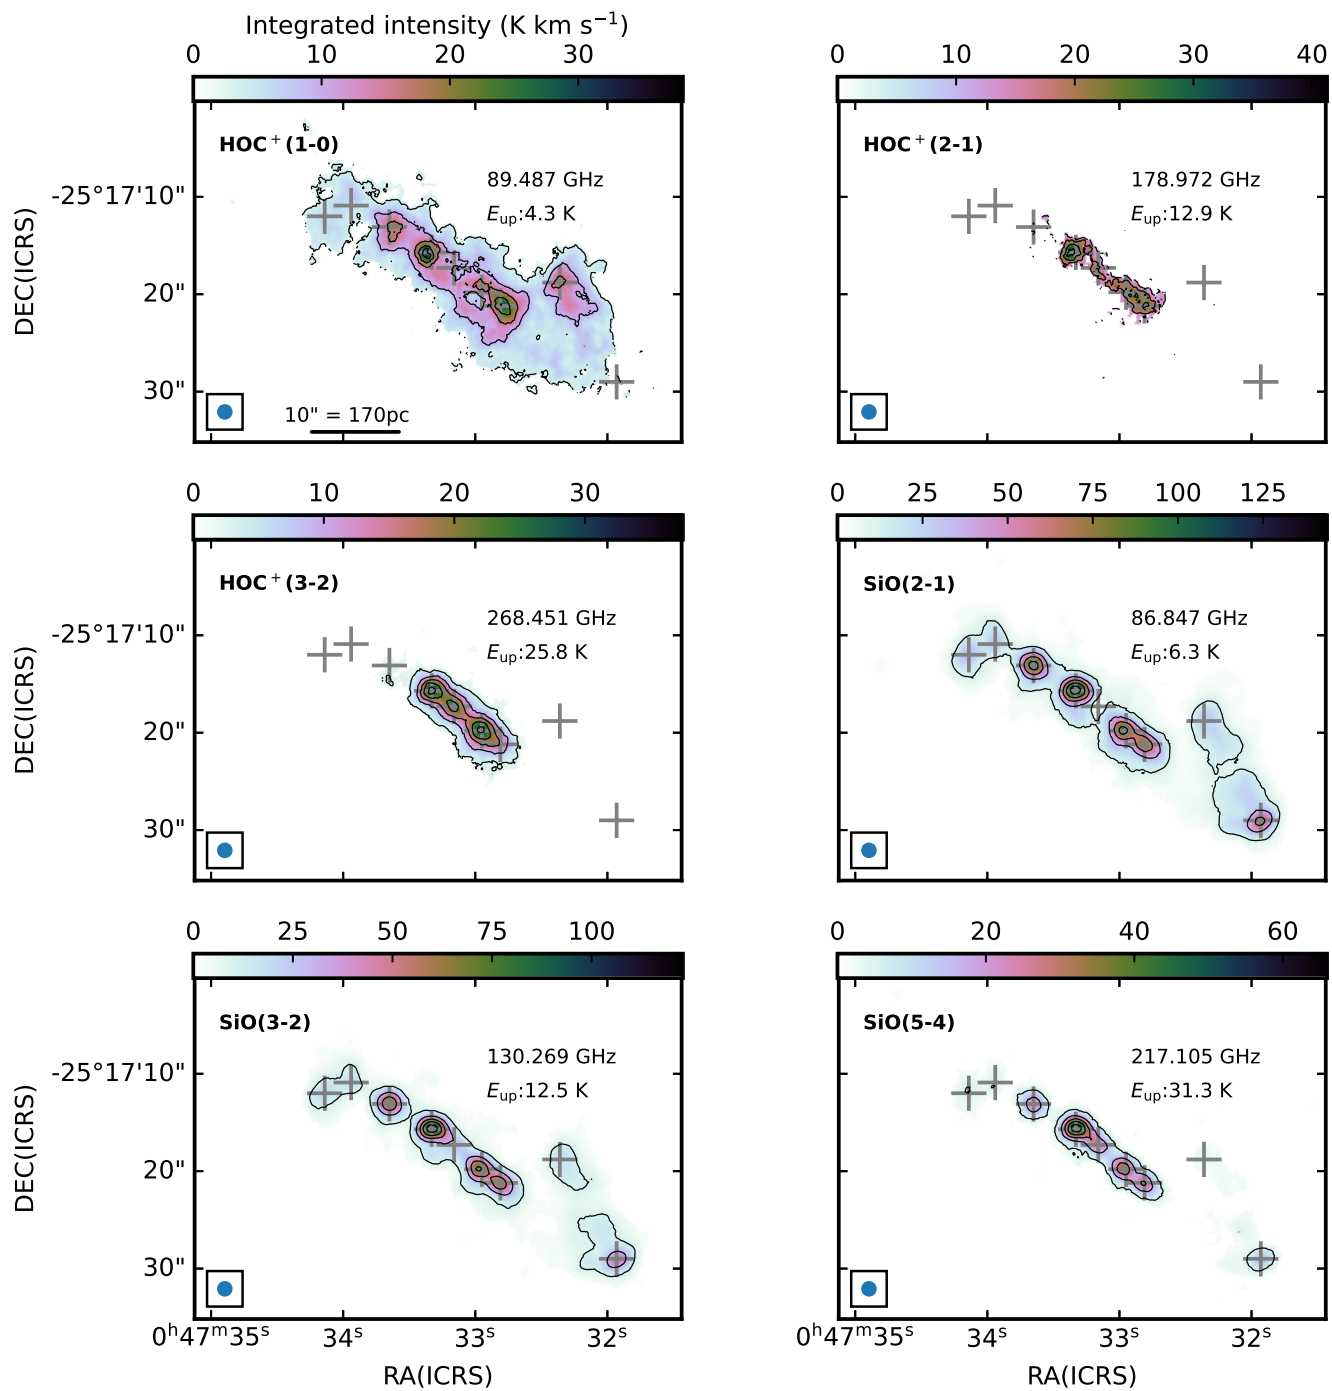 Integrated intensity (K km s⁻¹)
0 10 20 30
0 10 20 30 40
HOC⁺(1-0)
89.487 GHz
E_up:4.3 K
-25°17'10"
20"
30"
DEC(ICRS)
10" = 170pc
HOC⁺(2-1)
178.972 GHz
E_up:12.9 K
0 10 20 30
0 25 50 75 100 125
HOC⁺(3-2)
268.451 GHz
E_up:25.8 K
-25°17'10"
20"
30"
DEC(ICRS)
SiO(2-1)
86.847 GHz
E_up:6.3 K
0 25 50 75 100
0 20 40 60
SiO(3-2)
130.269 GHz
E_up:12.5 K
-25°17'10"
20"
30"
DEC(ICRS)
SiO(5-4)
217.105 GHz
E_up:31.3 K
0ʰ47ᵐ35ˢ 34ˢ 33ˢ 32ˢ
RA(ICRS)
0ʰ47ᵐ35ˢ 34ˢ 33ˢ 32ˢ
RA(ICRS)